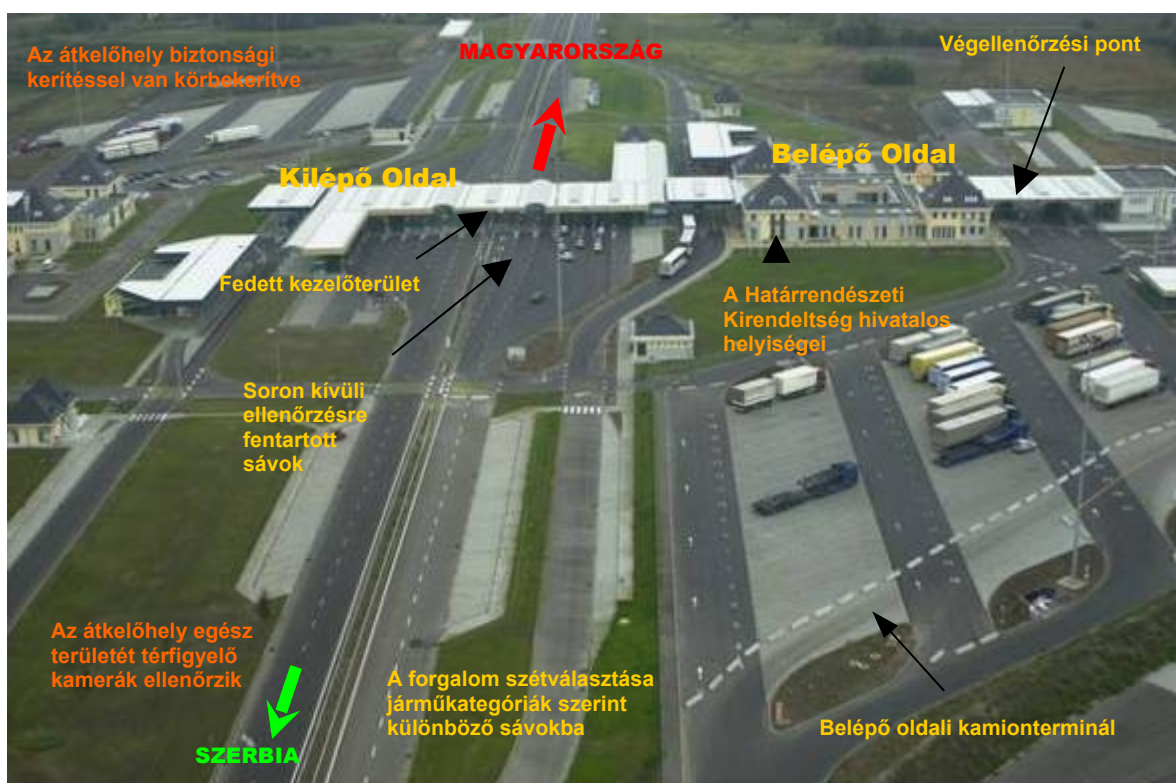 Az átkelőhely biztonsági
kerítéssel van körbekerítve
MAGYARORSZÁG
Végellenőrzési pont
Kilépő Oldal
Belépő Oldal
Fedett kezelőterület
A Határrendészeti
Kirendeltség hivatalos
helyiségei
Soron kívüli
ellenőrzésre
fentartott
sávok
Az átkelőhely egész
területét térfigyelő
kamerák ellenőrzik
A forgalom szétválasztása
járműkategóriák szerint
különböző sávokba
Belépő oldali kamionterminál
SZERBIA